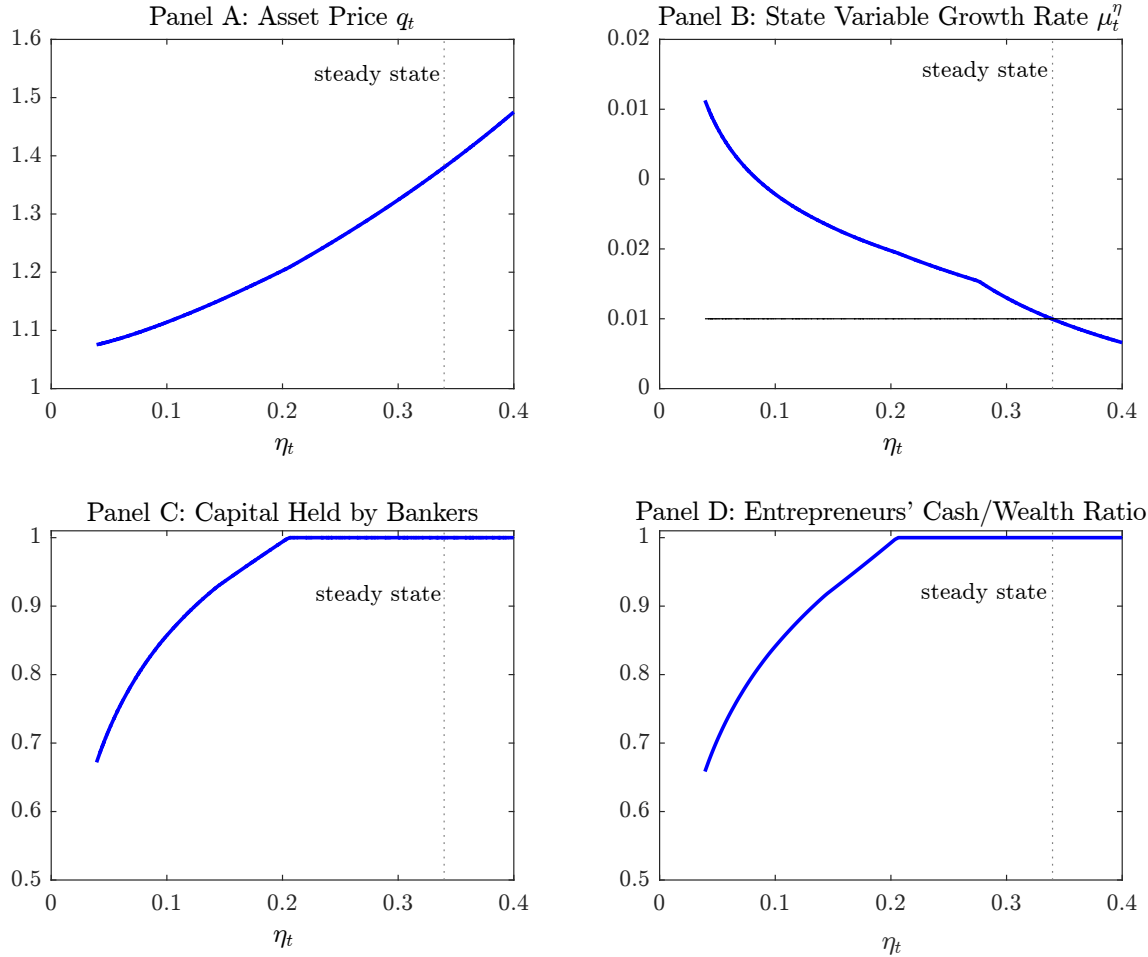 Panel A: Asset Price q_t
1.6
1.5
1.4
1.3
1.2
1.1
1
steady state
0 0.1 0.2 0.3 0.4
η_t
Panel B: State Variable Growth Rate μ_t^η
0.02
0.01
0
0.02
0.01
0
steady state
0 0.1 0.2 0.3 0.4
η_t
Panel C: Capital Held by Bankers
1
0.9
0.8
0.7
0.6
0.5
steady state
0 0.1 0.2 0.3 0.4
η_t
Panel D: Entrepreneurs' Cash/Wealth Ratio
1
0.9
0.8
0.7
0.6
0.5
steady state
0 0.1 0.2 0.3 0.4
η_t